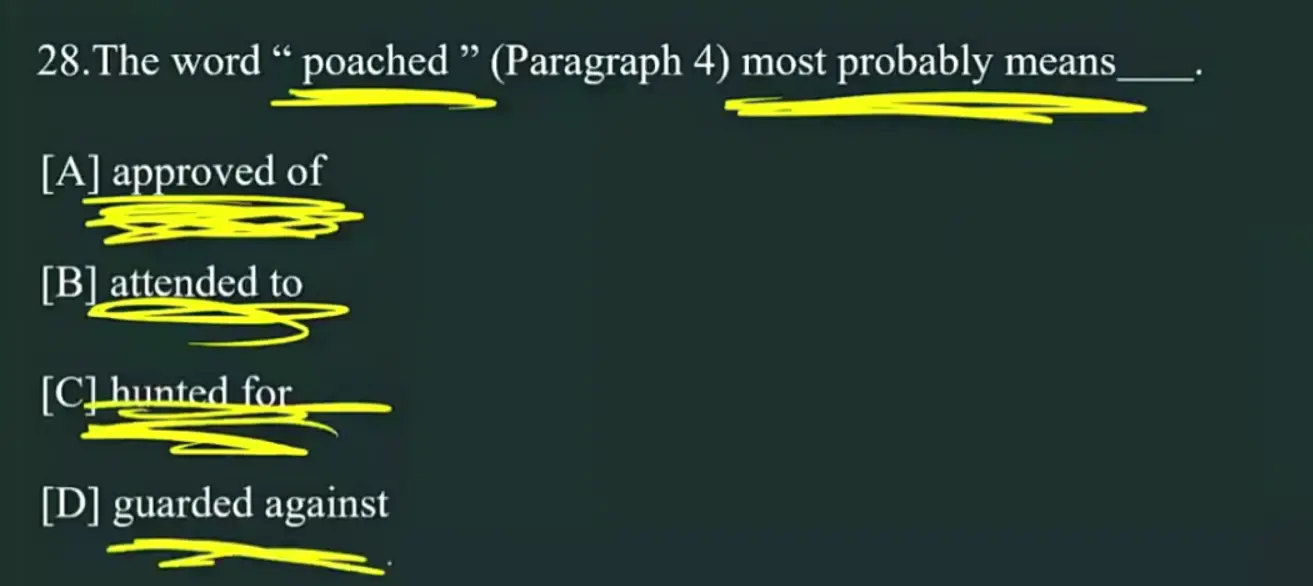 28.The word “ poached ” (Paragraph 4) most probably means____.
[A] approved of
[B] attended to
[C] hunted for
[D] guarded against